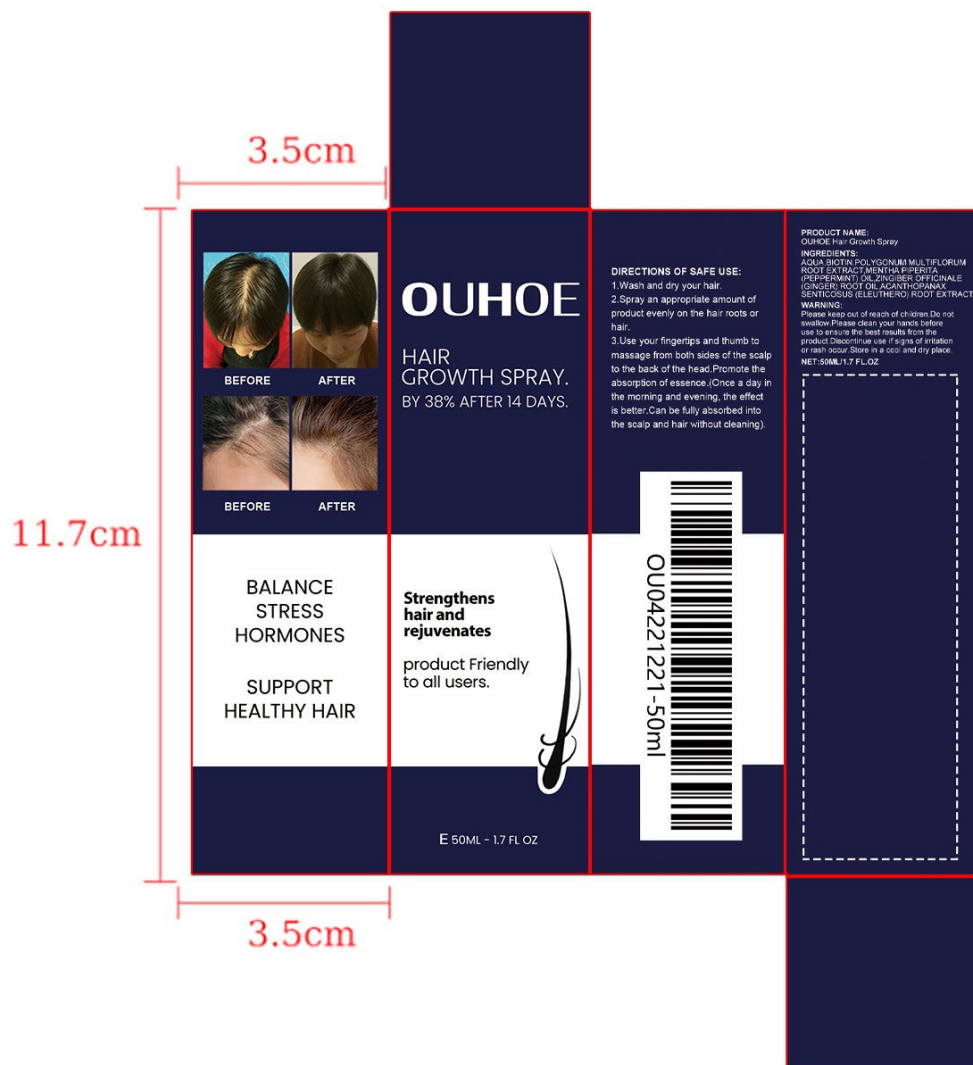 3.5cm
11.7cm
BEFORE AFTER
BEFORE AFTER
BALANCE
STRESS
HORMONES
SUPPORT
HEALTHY HAIR
3.5cm
OUHOE
HAIR
GROWTH SPRAY.
BY 38% AFTER 14 DAYS.
Strengthens
hair and
rejuvenates
product Friendly
to all users.
E 50ML - 1.7 FL OZ
DIRECTIONS OF SAFE USE:
1.Wash and dry your hair.
2.Spray an appropriate amount of
product evenly on the hair roots or
hair.
3.Use your fingertips and thumb to
massage from both sides of the scalp
to the back of the head.Promote the
absorption of essence.(Once a day in
the morning and evening, the effect
is better.Can be fully absorbed into
the scalp and hair without cleaning).
OU04221221-50ml
PRODUCT NAME:
OUHOE Hair Growth Spray
INGREDIENTS:
AQUA,BIOTIN,POLYGONUM MULTIFLORUM
ROOT EXTRACT,MENTHA PIPERITA
(PEPPERMINT) OIL,ZINGIBER OFFICINALE
(GINGER) ROOT OIL,ACANTHOPANAX
SENTICOSUS (ELEUTHERO) ROOT EXTRACT
WARNING:
Please keep out of reach of children.Do not
swallow.Please clean your hands before
use to ensure the best results from the
product.Discontinue use if signs of irritation
or rash occur.Store in a cool and dry place.
NET:50ML/1.7 FL.OZ